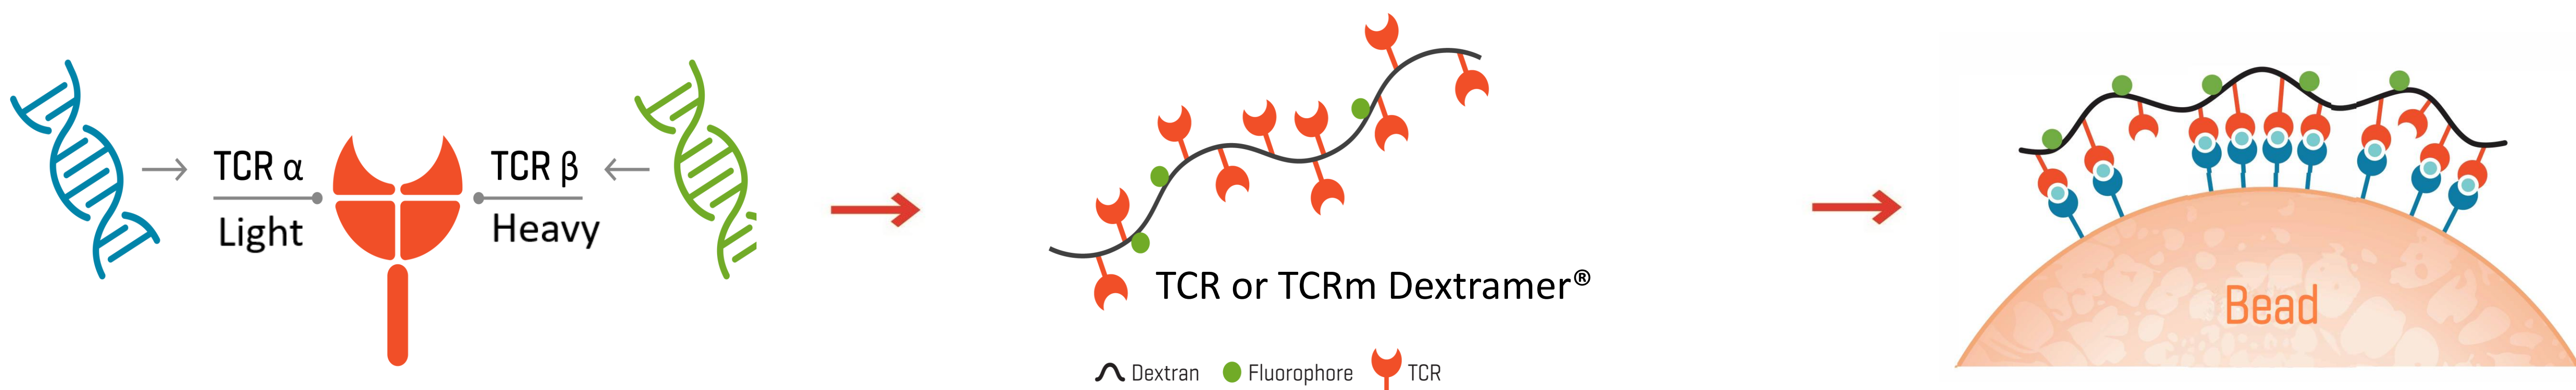 TCR α
Light
TCR β
Heavy
TCR or TCRm Dextramer®
Dextran
Fluorophore
TCR
Bead